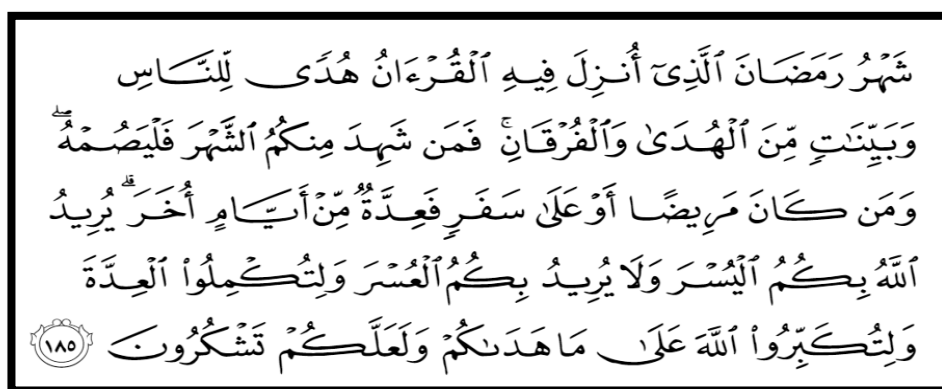 شَهْرُ رَمَضَانَ ٱلَّذِىٓ أُنزِلَ فِيهِ ٱلْقُرْءَانُ هُدًى لِّلنَّاسِ
وَبَيِّنَٰتٍ مِّنَ ٱلْهُدَىٰ وَٱلْفُرْقَانِ ۚ فَمَن شَهِدَ مِنكُمُ ٱلشَّهْرَ فَلْيَصُمْهُ ۖ
وَمَن كَانَ مَرِيضًا أَوْ عَلَىٰ سَفَرٍ فَعِدَّةٌ مِّنْ أَيَّامٍ أُخَرَ ۗ يُرِيدُ
ٱللَّهُ بِكُمُ ٱلْيُسْرَ وَلَا يُرِيدُ بِكُمُ ٱلْعُسْرَ وَلِتُكْمِلُوا۟ ٱلْعِدَّةَ
وَلِتُكَبِّرُوا۟ ٱللَّهَ عَلَىٰ مَا هَدَىٰكُمْ وَلَعَلَّكُمْ تَشْكُرُونَ ١٨٥